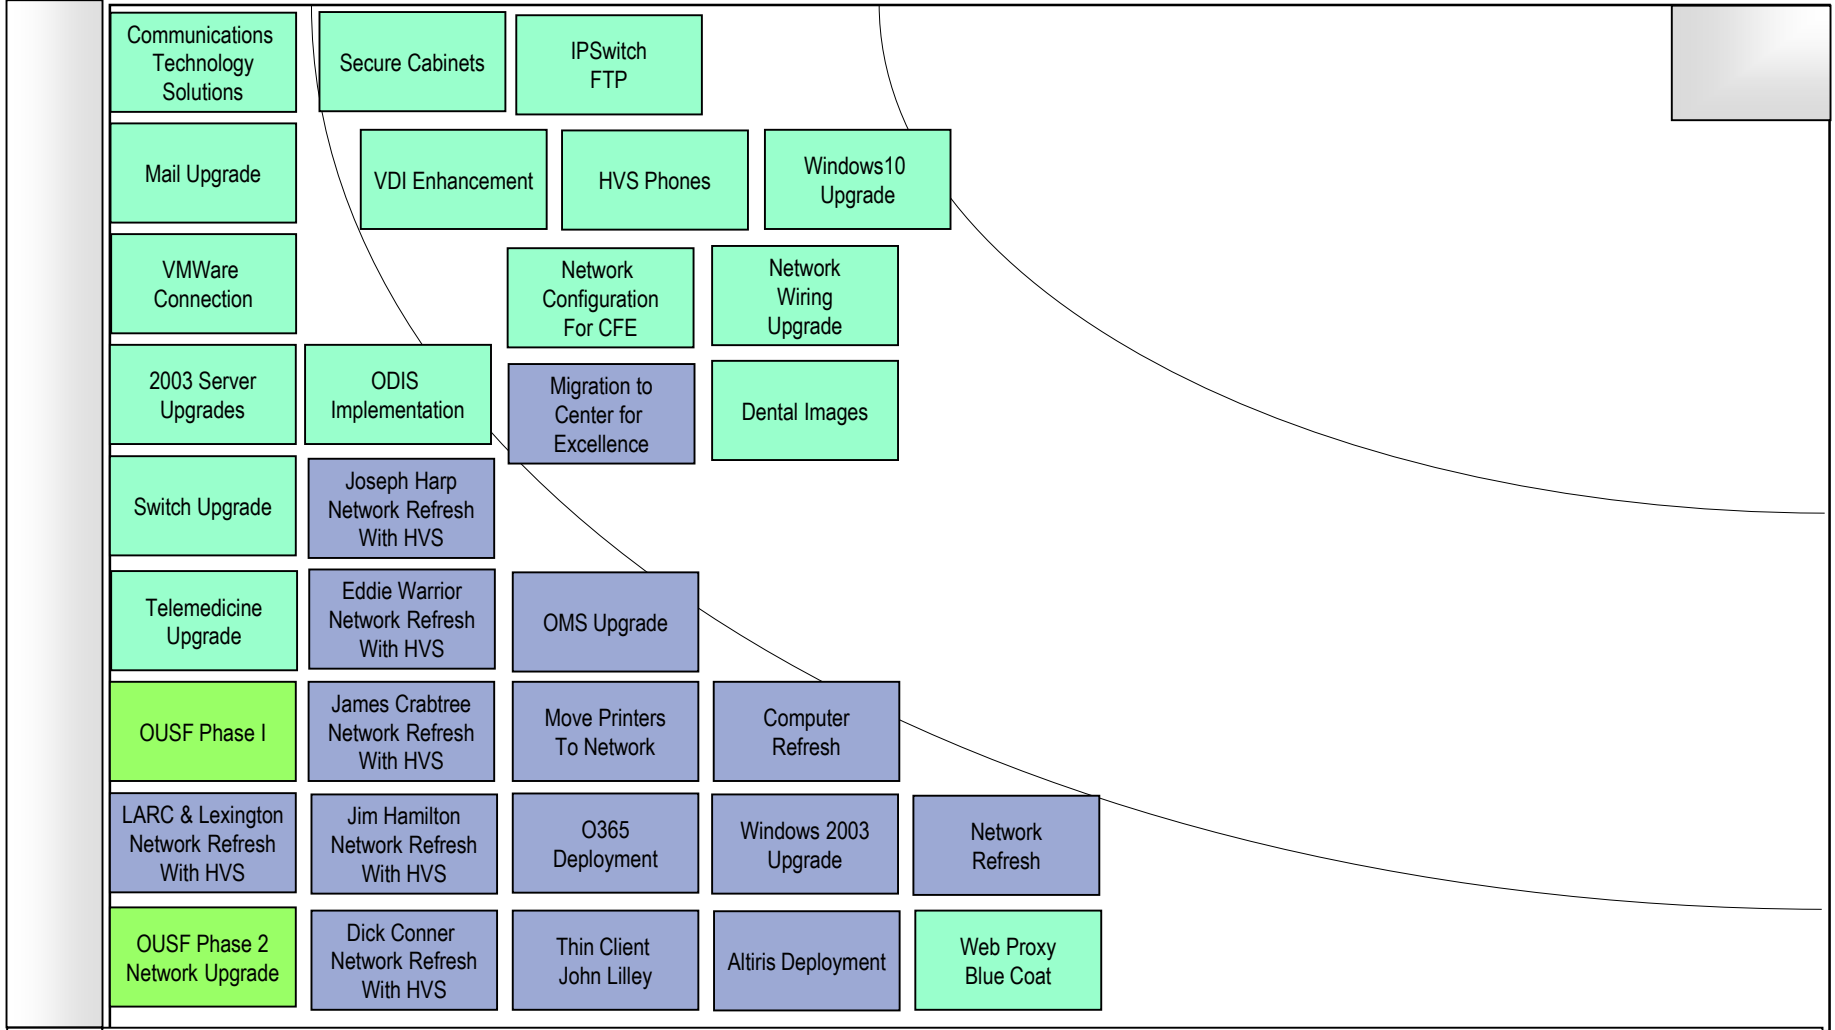 Communications
Technology
Solutions
Secure Cabinets
IPSwitch
FTP
Mail Upgrade
VDI Enhancement
HVS Phones
Windows10
Upgrade
VMWare
Connection
Network
Configuration
For CFE
Network
Wiring
Upgrade
2003 Server
Upgrades
ODIS
Implementation
Migration to
Center for
Excellence
Dental Images
Switch Upgrade
Joseph Harp
Network Refresh
With HVS
Telemedicine
Upgrade
Eddie Warrior
Network Refresh
With HVS
OMS Upgrade
OUSF Phase I
James Crabtree
Network Refresh
With HVS
Move Printers
To Network
Computer
Refresh
LARC & Lexington
Network Refresh
With HVS
Jim Hamilton
Network Refresh
With HVS
O365
Deployment
Windows 2003
Upgrade
Network
Refresh
OUSF Phase 2
Network Upgrade
Dick Conner
Network Refresh
With HVS
Thin Client
John Lilley
Altiris Deployment
Web Proxy
Blue Coat